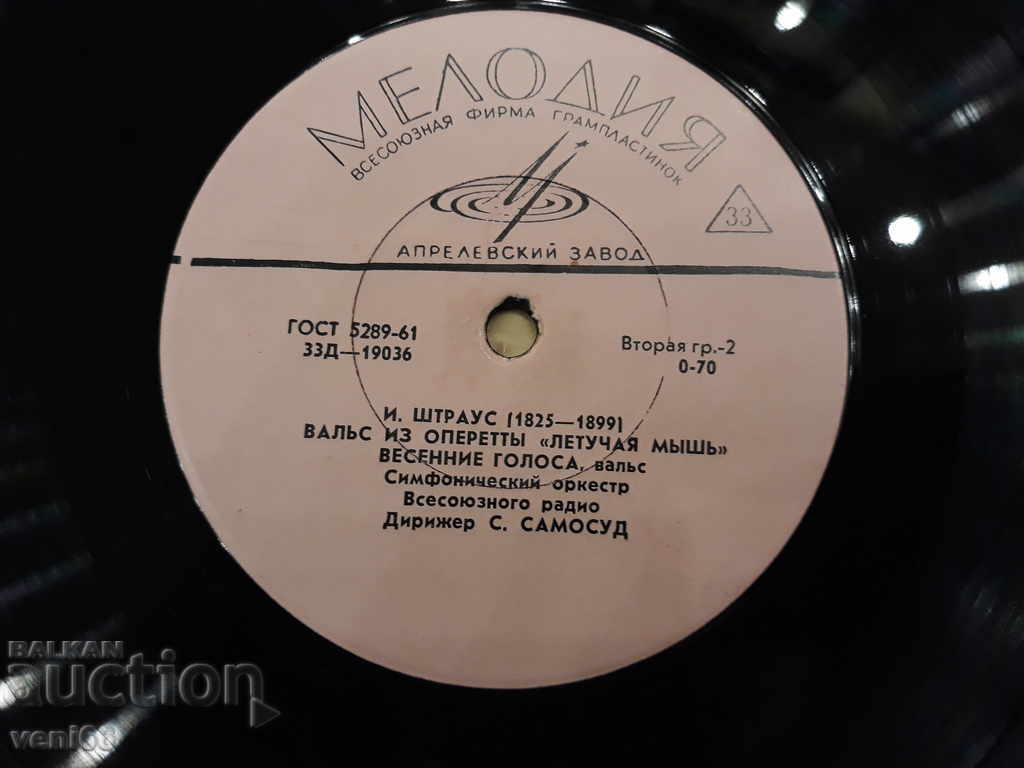 МЕЛОДИЯ
ВСЕСОЮЗНАЯ ФИРМА ГРАМПЛАСТИНОК
33
АПРЕЛЕВСКИЙ ЗАВОД
ГОСТ 5289-61
33Д—19036
Вторая гр.-2
0-70
И. ШТРАУС (1825—1899)
ВАЛЬС ИЗ ОПЕРЕТТЫ «ЛЕТУЧАЯ МЫШЬ»
ВЕСЕННИЕ ГОЛОСА, вальс
Симфонический оркестр
Всесоюзного радио
Дирижер С. САМОСУД
BALKAN
auction